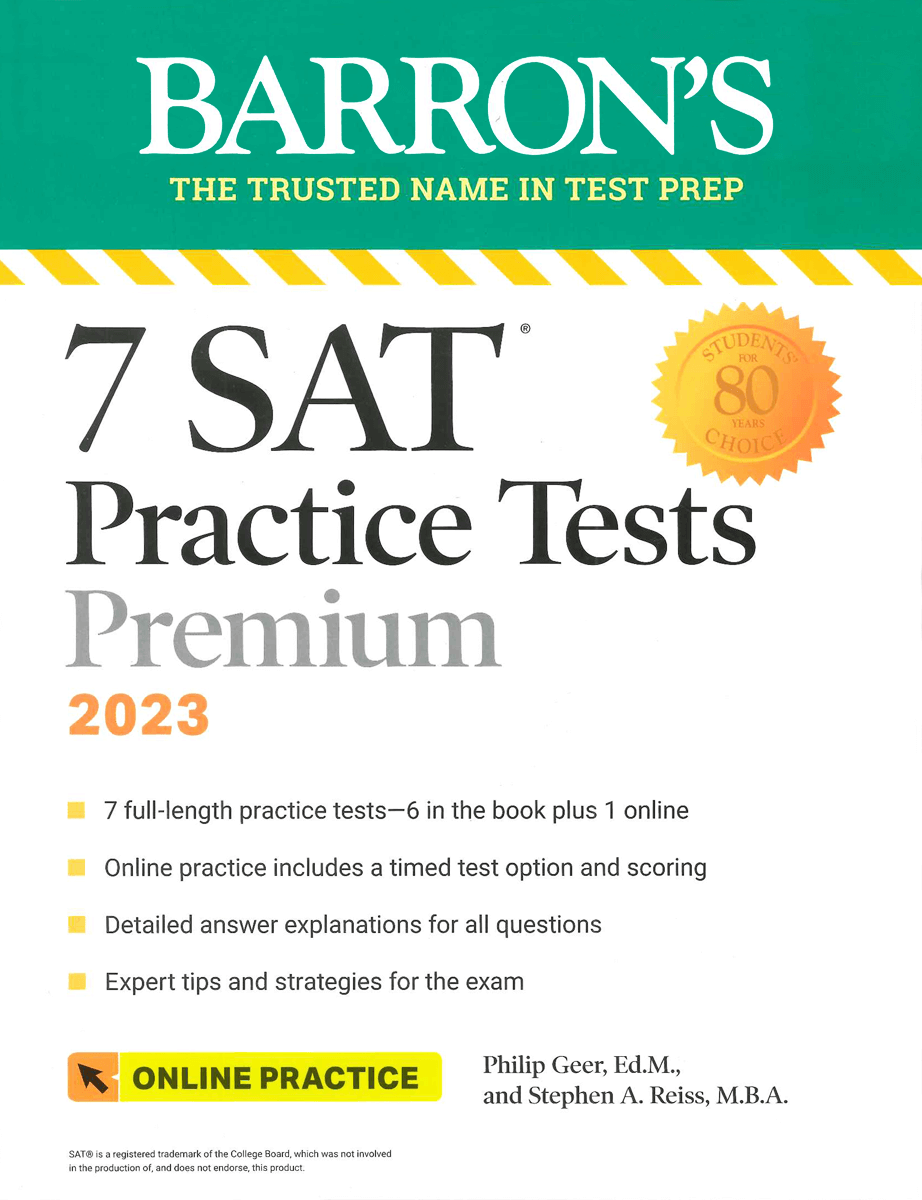 BARRON'S
THE TRUSTED NAME IN TEST PREP
7 SAT®
STUDENTS'
FOR
80
YEARS
CHOICE
Practice Tests
Premium
2023
7 full-length practice tests—6 in the book plus 1 online
Online practice includes a timed test option and scoring
Detailed answer explanations for all questions
Expert tips and strategies for the exam
ONLINE PRACTICE
Philip Geer, Ed.M.,
and Stephen A. Reiss, M.B.A.
SAT® is a registered trademark of the College Board, which was not involved
in the production of, and does not endorse, this product.